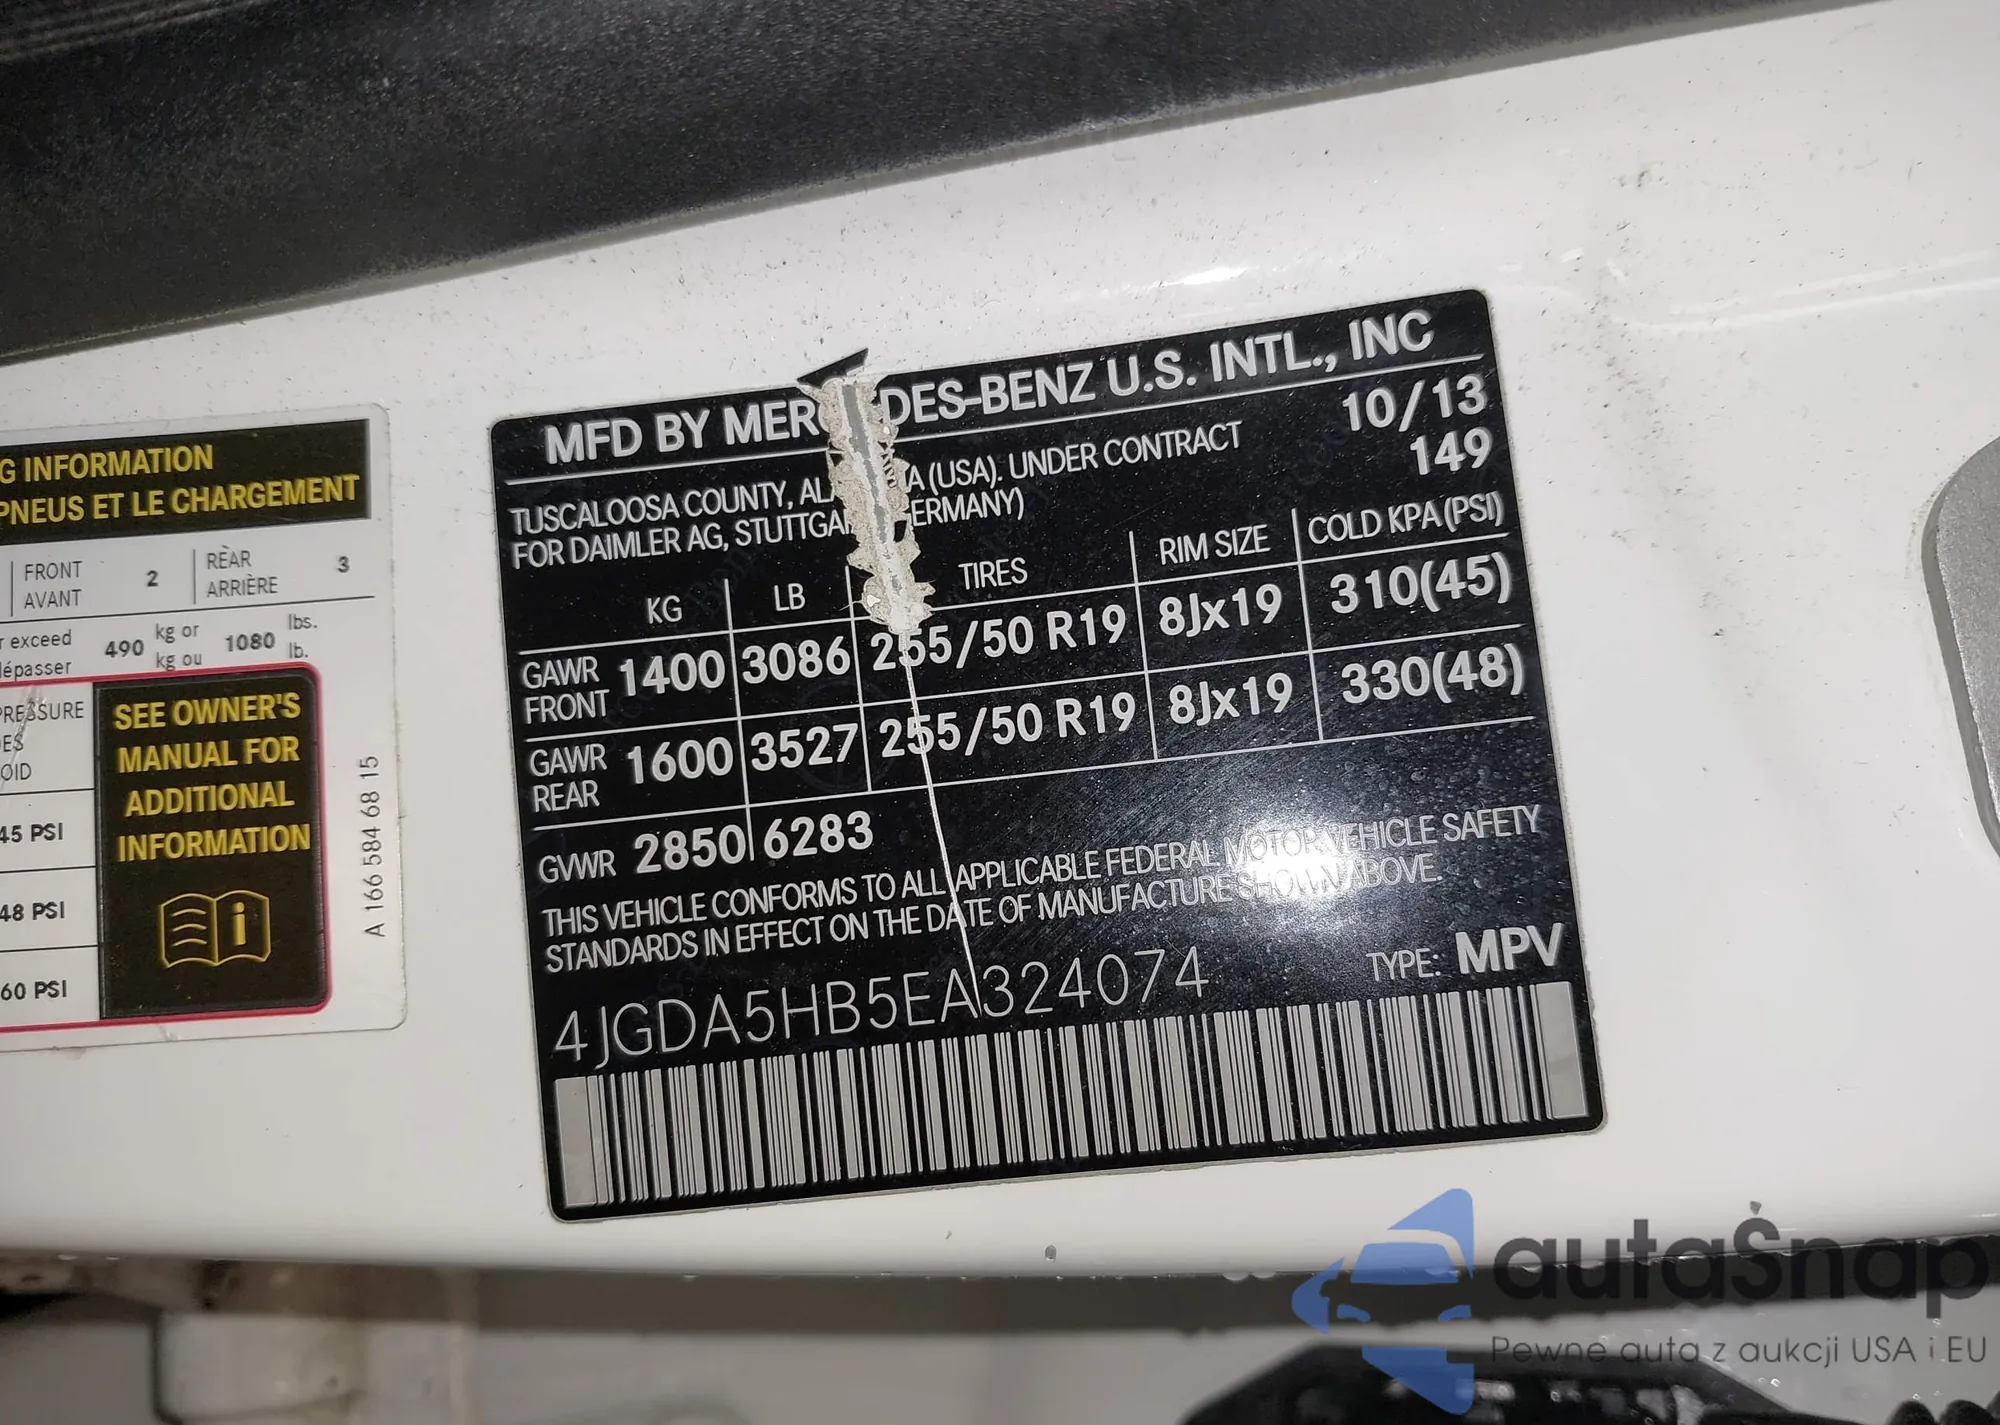 G INFORMATION
PNEUS ET LE CHARGEMENT
FRONT
AVANT
2
REAR
ARRIÈRE
3
r exceed
dépasser
490
kg or
kg ou
1080
lbs.
lb.
PRESSURE
DES
OID
45 PSI
48 PSI
60 PSI
SEE OWNER'S
MANUAL FOR
ADDITIONAL
INFORMATION
i
A 166 584 68 15
MFD BY MER DES-BENZ U.S. INTL., INC
TUSCALOOSA COUNTY, AL A (USA). UNDER CONTRACT
10/13
FOR DAIMLER AG, STUTTGA ERMANY)
149
KG LB TIRES RIM SIZE COLD KPA (PSI)
GAWR
FRONT
1400 3086 255/50 R19 8Jx19 310(45)
GAWR
REAR
1600 3527 255/50 R19 8Jx19 330(48)
GVWR 2850 6283
THIS VEHICLE CONFORMS TO ALL APPLICABLE FEDERAL MOTOR VEHICLE SAFETY
STANDARDS IN EFFECT ON THE DATE OF MANUFACTURE SHOWN ABOVE.
4JGDA5HB5EA324074
TYPE: MPV
autaSnap
Pewne auta z aukcji USA i EU